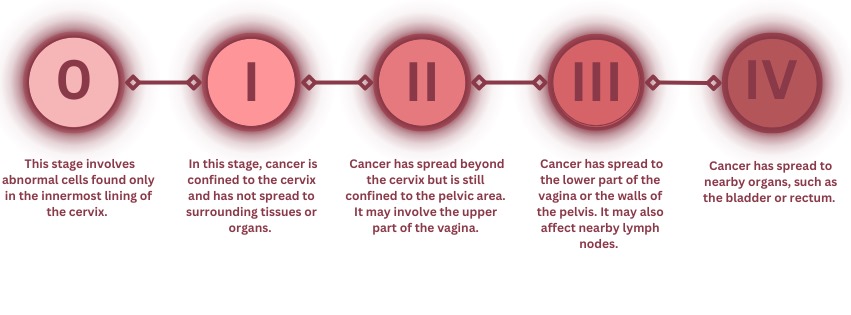 0
I
II
III
IV
This stage involves
abnormal cells found only
in the innermost lining of
the cervix.
In this stage, cancer is
confined to the cervix
and has not spread to
surrounding tissues or
organs.
Cancer has spread beyond
the cervix but is still
confined to the pelvic area.
It may involve the upper
part of the vagina.
Cancer has spread to
the lower part of the
vagina or the walls of
the pelvis. It may also
affect nearby lymph
nodes.
Cancer has spread to
nearby organs, such as
the bladder or rectum.